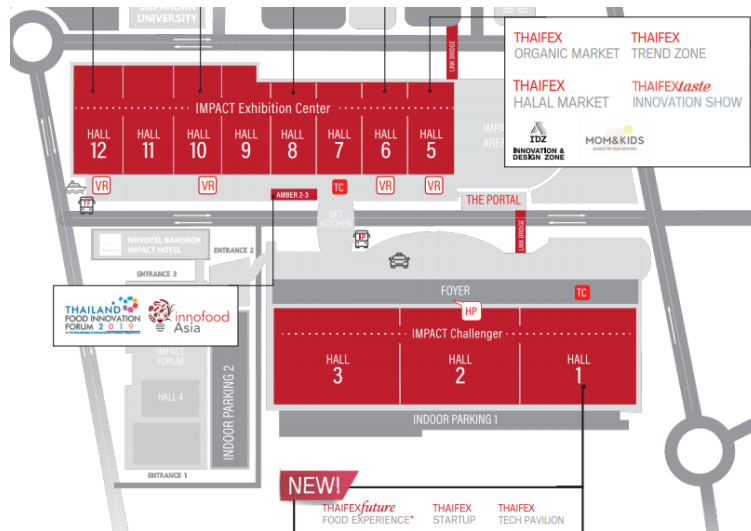 SILPAKORN
UNIVERSITY
LINK BRIDGE
THAIFEX
ORGANIC MARKET
THAIFEX
TREND ZONE
THAIFEX
HALAL MARKET
THAIFEXtaste
INNOVATION SHOW
IDZ
INNOVATION &
DESIGN ZONE
MOM&KIDS
IMPACT Exhibition Center
HALL
12
HALL
11
HALL
10
HALL
9
HALL
8
HALL
7
HALL
6
HALL
5
VR
VR
AMBER 2-3
TC
VR
VR
THE PORTAL
SKY
KITCHEN
LINK BRIDGE
NOVOTEL BANGKOK
IMPACT HOTEL
ENTRANCE 2
ENTRANCE 3
THAILAND
FOOD INNOVATION
FORUM 2019
innofood
Asia
FOYER
TC
HP
IMPACT Challenger
HALL
3
HALL
2
HALL
1
IMPACT
FORUM
HALL 4
INDOOR PARKING 2
INDOOR PARKING 1
ENTRANCE 1
NEW!
THAIFEXfuture
FOOD EXPERIENCE*
THAIFEX
STARTUP
THAIFEX
TECH PAVILION